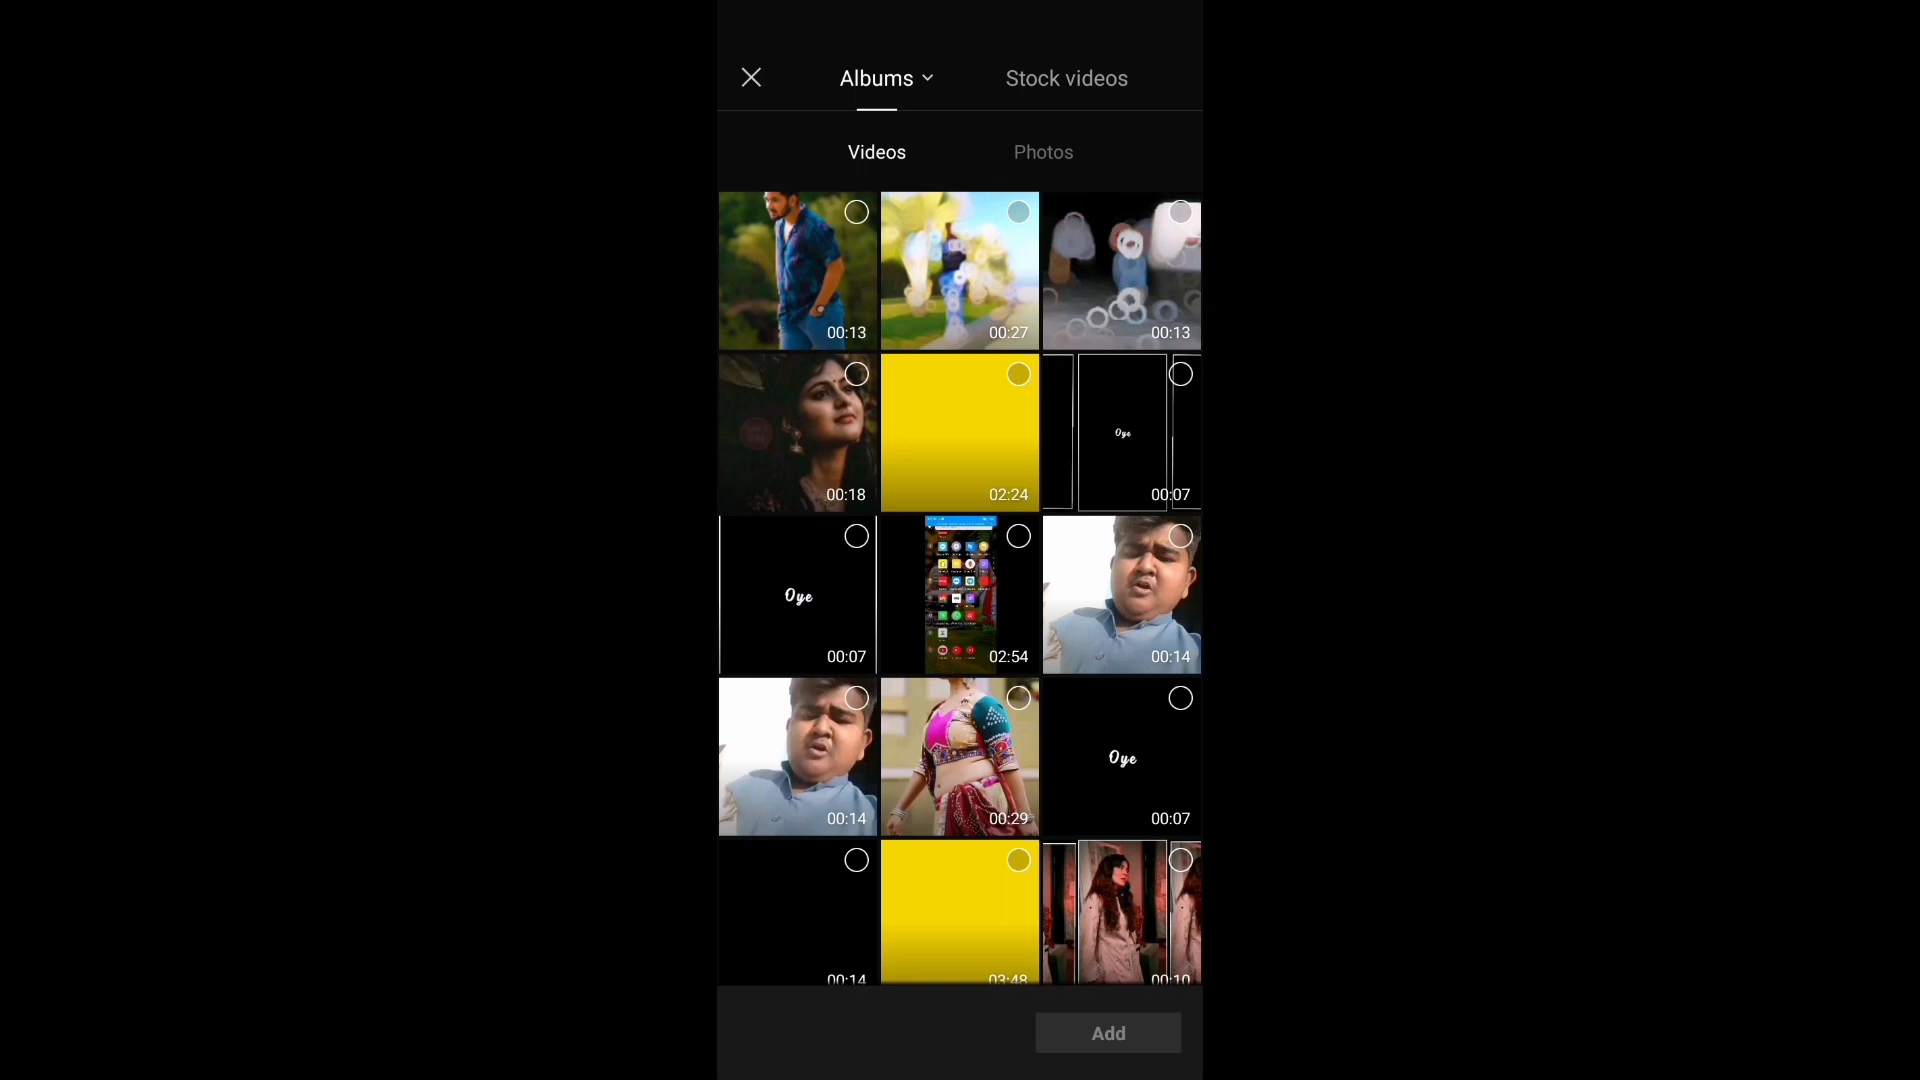 Albums
Stock videos
Videos
Photos
00:13
00:27
00:13
00:18
02:24
Oye
00:07
Oye
00:07
02:54
00:14
00:14
00:29
Oye
00:07
00:14
03:48
00:10
Add